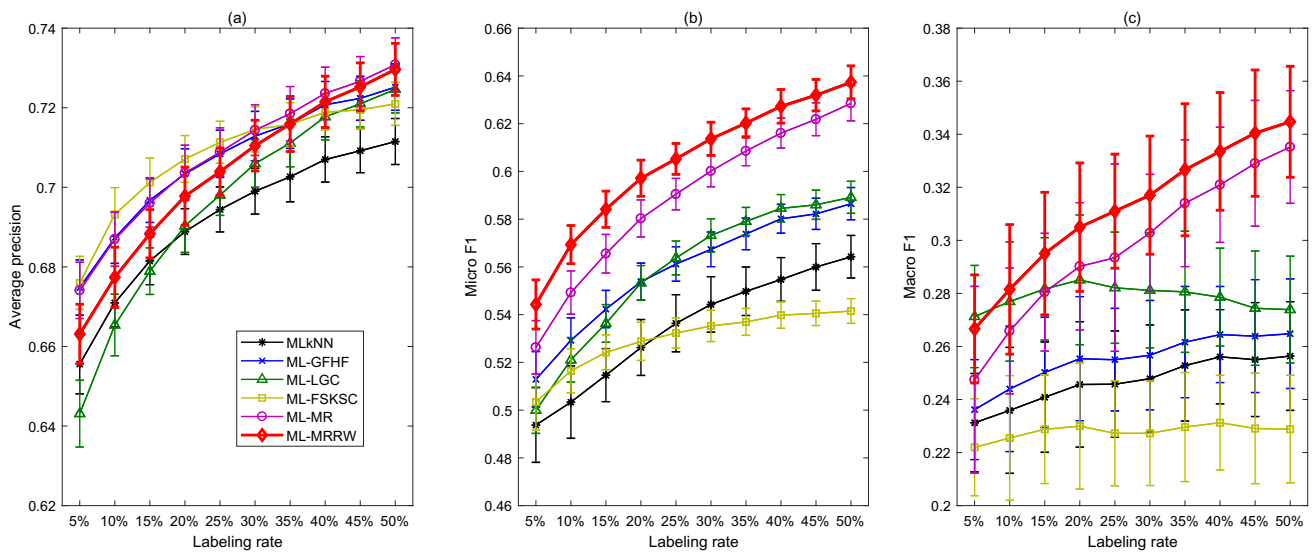 (a)
0.74
0.72
0.7
0.68
0.66
0.64
0.62
Average precision
5% 10% 15% 20% 25% 30% 35% 40% 45% 50%
Labeling rate
MLkNN
ML-GFHF
ML-LGC
ML-FSKSC
ML-MR
ML-MRRW
(b)
0.66
0.64
0.62
0.6
0.58
0.56
0.54
0.52
0.5
0.48
0.46
Micro F1
5% 10% 15% 20% 25% 30% 35% 40% 45% 50%
Labeling rate
(c)
0.38
0.36
0.34
0.32
0.3
0.28
0.26
0.24
0.22
0.2
Macro F1
5% 10% 15% 20% 25% 30% 35% 40% 45% 50%
Labeling rate